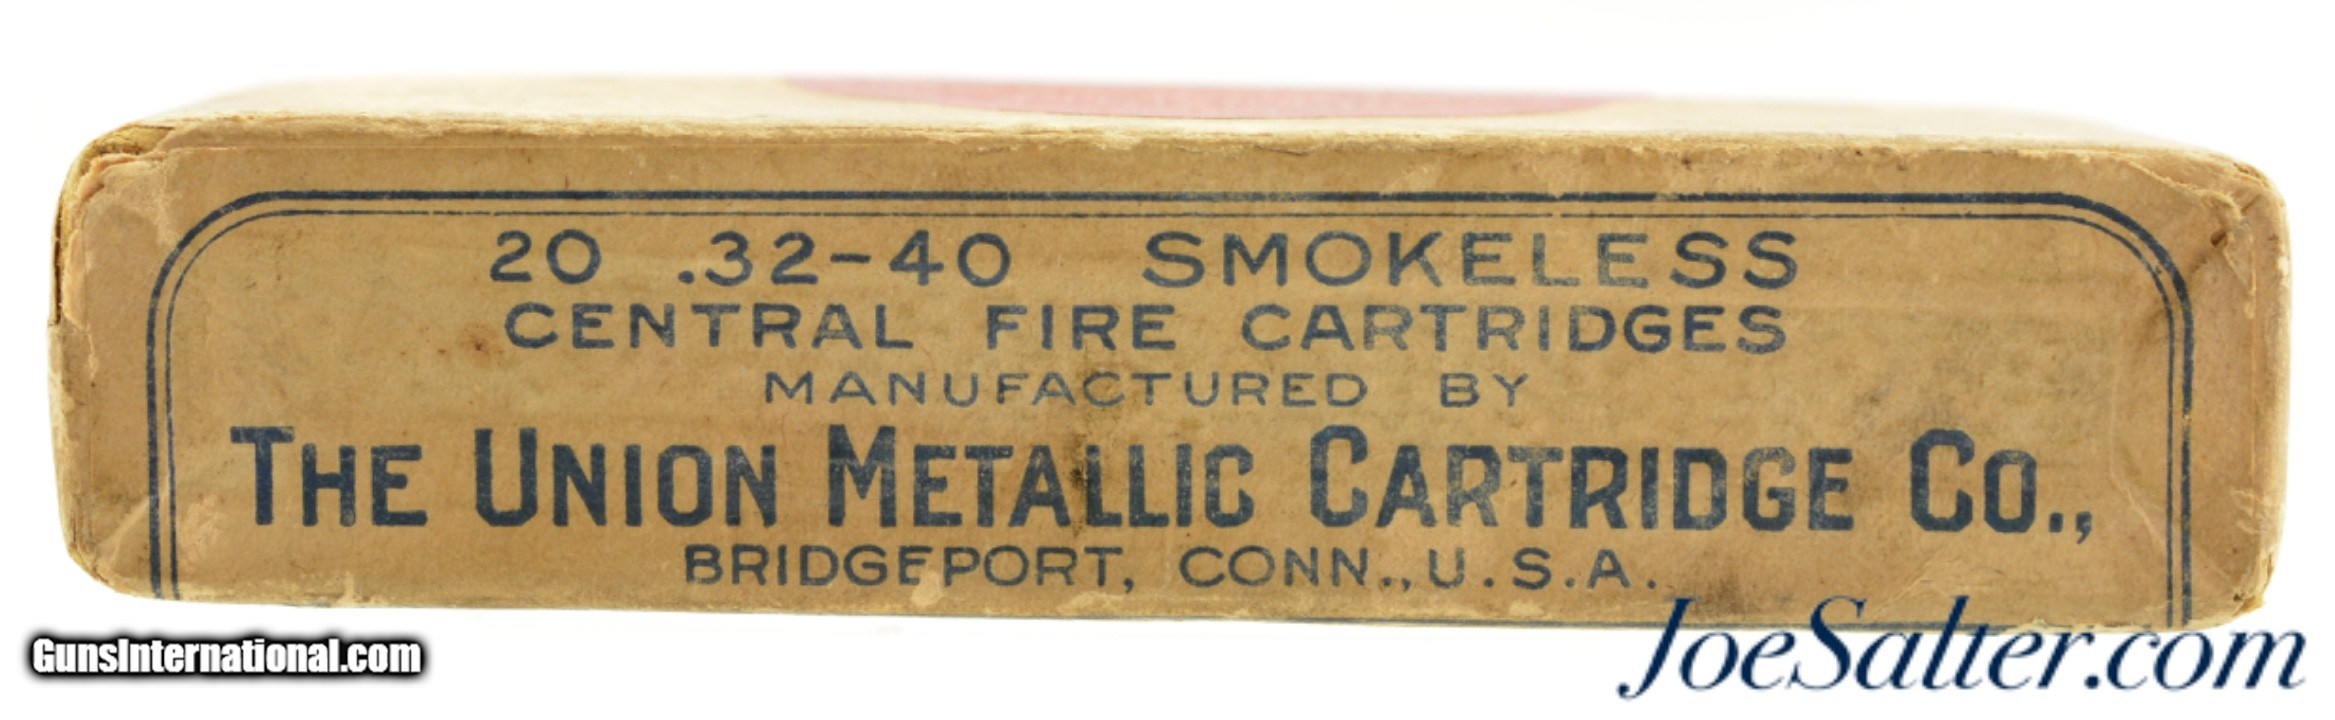 20 .32-40 SMOKELESS
CENTRAL FIRE CARTRIDGES
MANUFACTURED BY
THE UNION METALLIC CARTRIDGE CO.,
BRIDGEPORT, CONN., U.S.A.
GunsInternational.com
JoeSalter.com